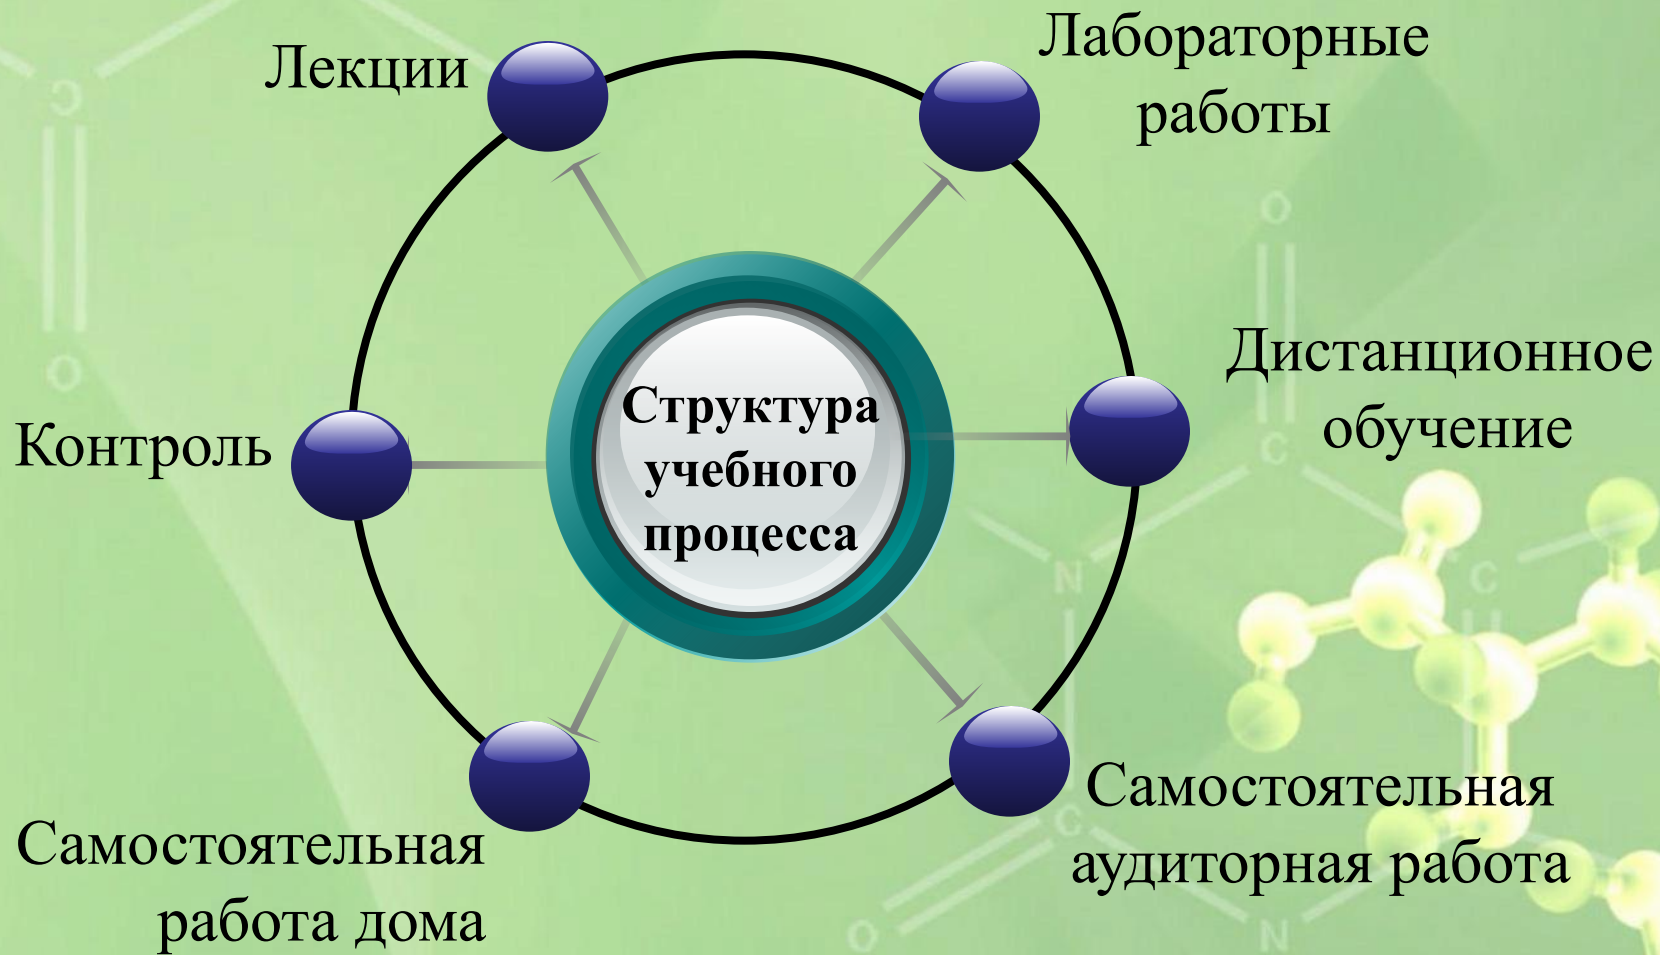 Лекции
Лабораторные
работы
Дистанционное
обучение
Структура
учебного
процесса
Контроль
Самостоятельная
аудиторная работа
Самостоятельная
работа дома
C
O
O
C
N
C
C
O
N